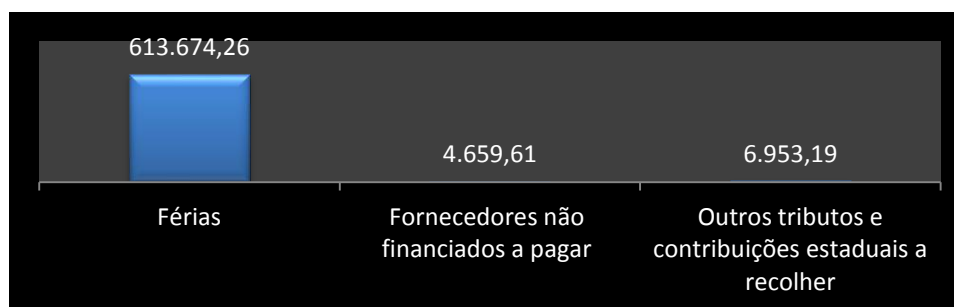 613.674,26
4.659,61
6.953,19
Férias
Fornecedores não
financiados a pagar
Outros tributos e
contribuições estaduais a
recolher